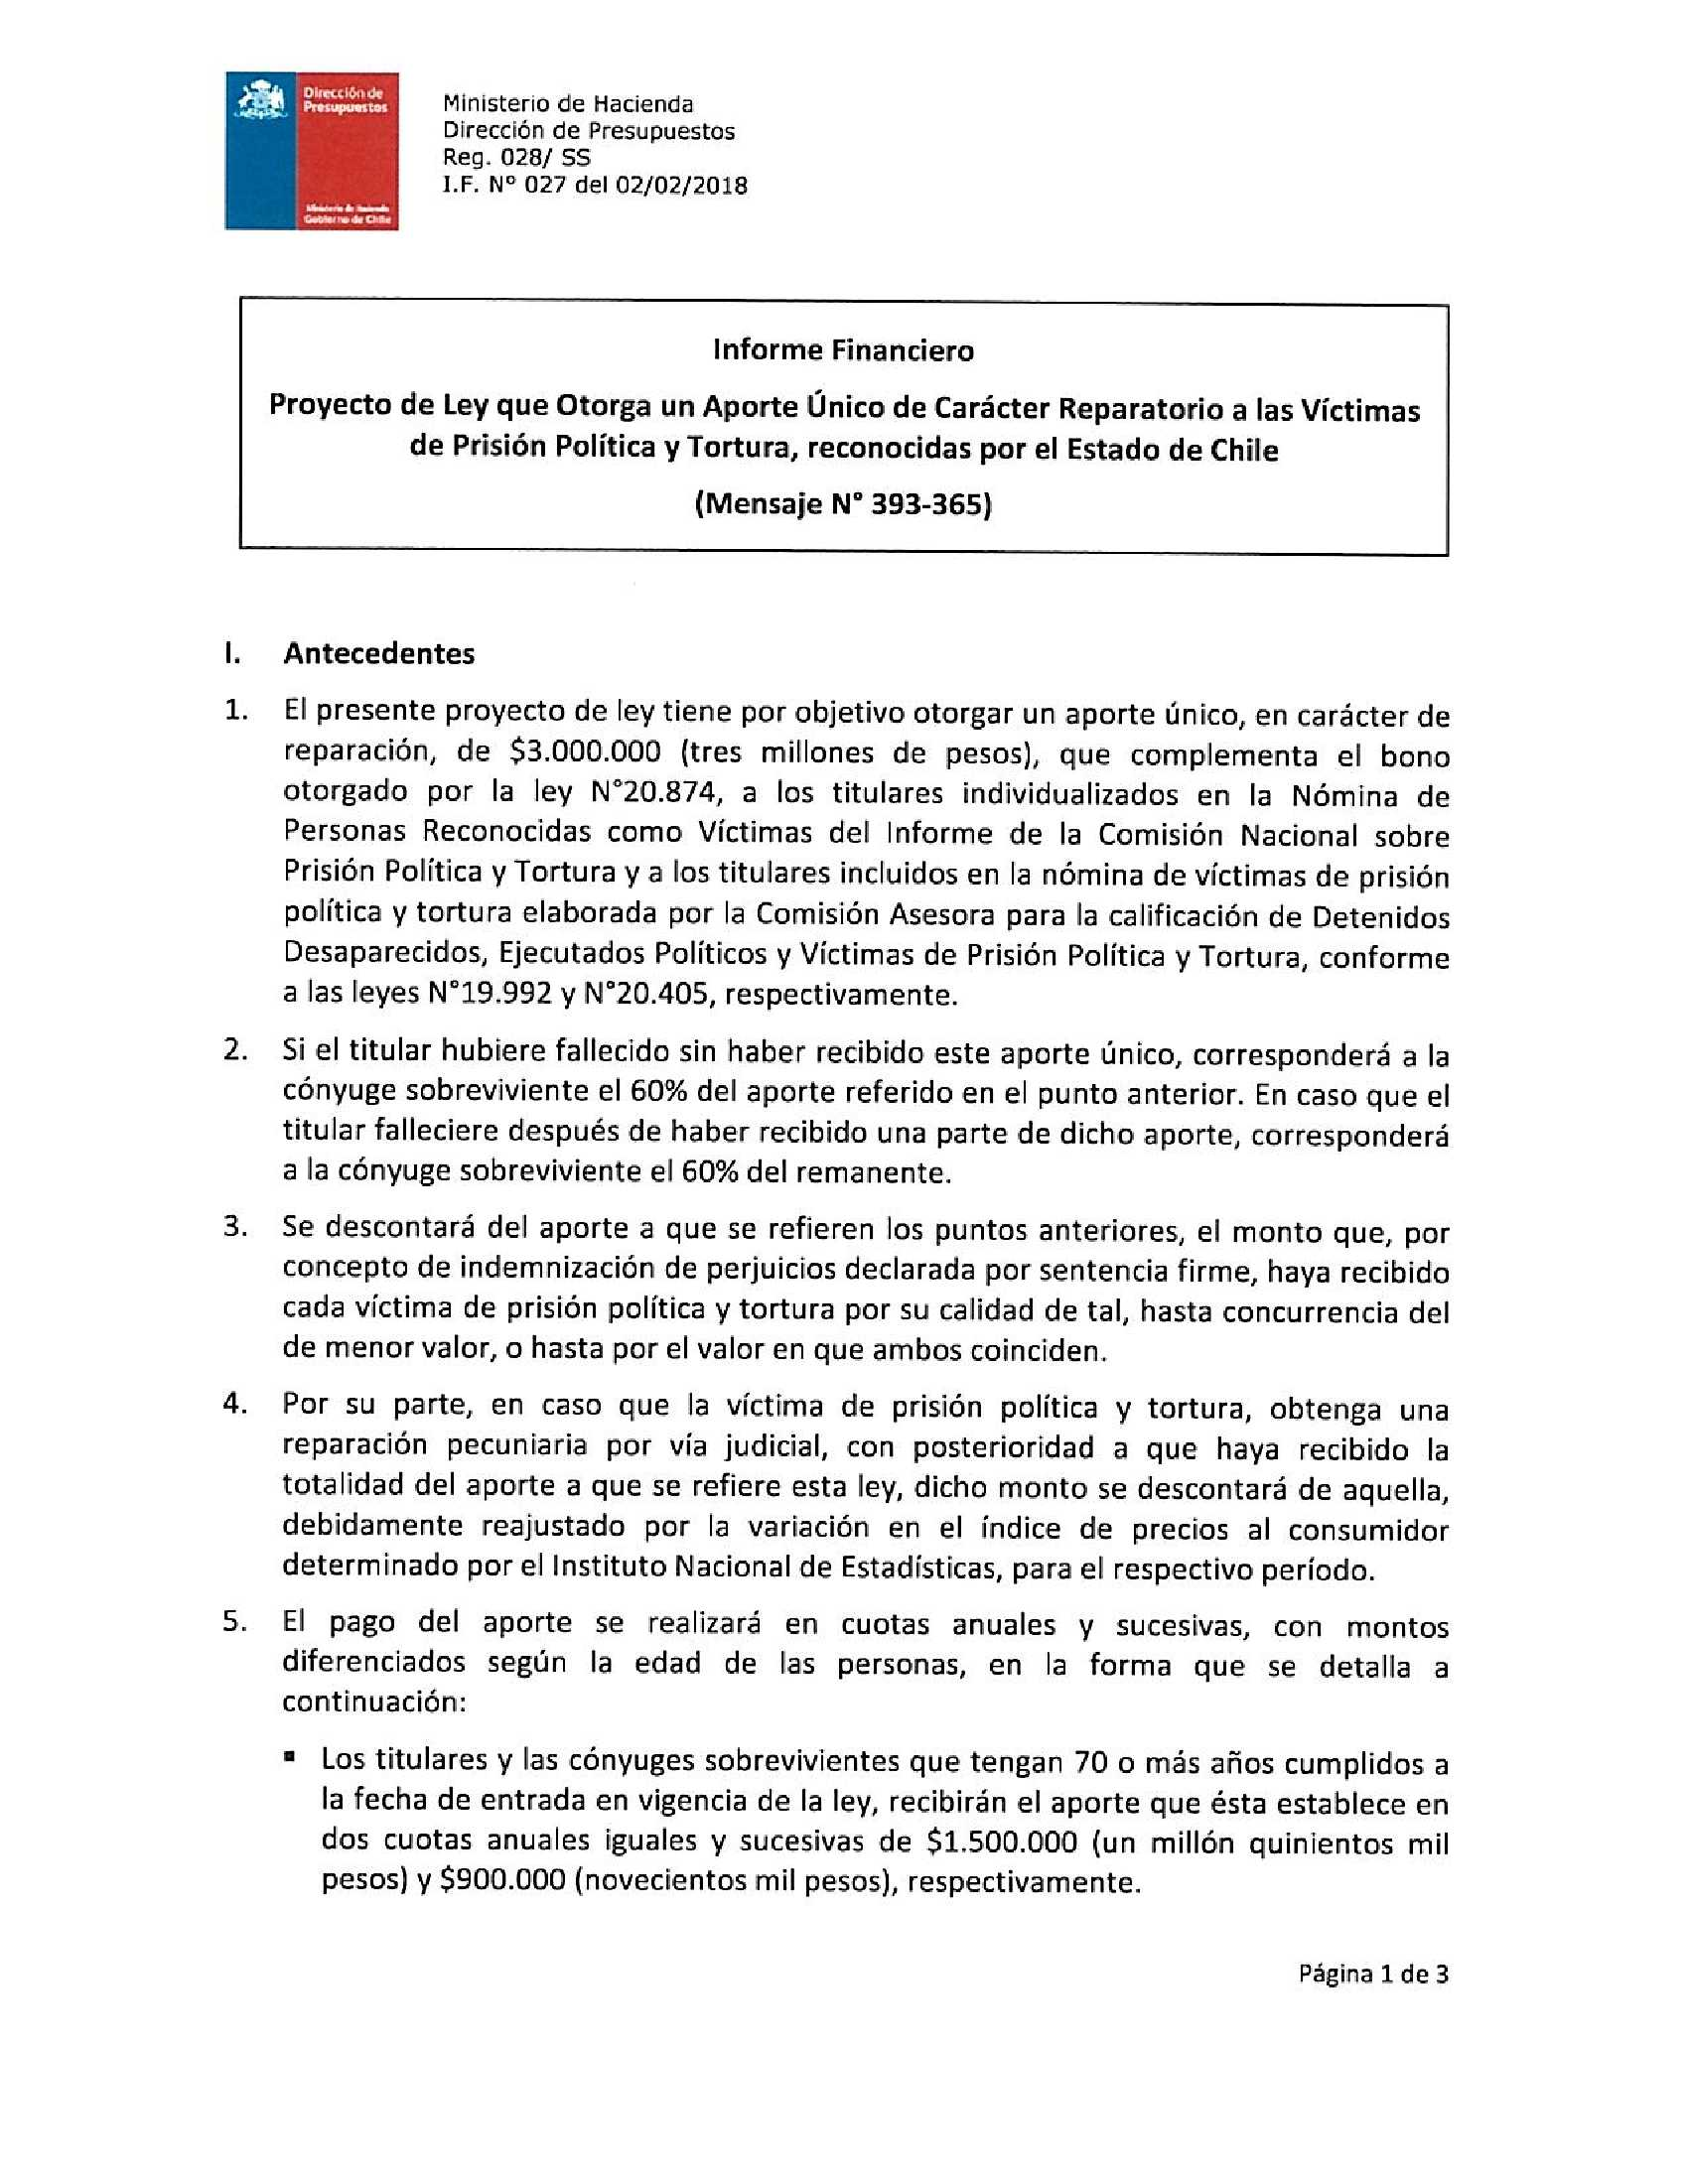 Dirección de
Presupuestos
Ministerio de Hacienda
Gobierno de Chile
Ministerio de Hacienda
Dirección de Presupuestos
Reg. 028/ SS
I.F. N° 027 del 02/02/2018
Informe Financiero
Proyecto de Ley que Otorga un Aporte Único de Carácter Reparatorio a las Víctimas
de Prisión Política y Tortura, reconocidas por el Estado de Chile
(Mensaje N° 393-365)
I. Antecedentes
1. El presente proyecto de ley tiene por objetivo otorgar un aporte único, en carácter de
reparación, de $3.000.000 (tres millones de pesos), que complementa el bono
otorgado por la ley N°20.874, a los titulares individualizados en la Nómina de
Personas Reconocidas como Víctimas del Informe de la Comisión Nacional sobre
Prisión Política y Tortura y a los titulares incluidos en la nómina de víctimas de prisión
política y tortura elaborada por la Comisión Asesora para la calificación de Detenidos
Desaparecidos, Ejecutados Políticos y Víctimas de Prisión Política y Tortura, conforme
a las leyes N°19.992 y N°20.405, respectivamente.
2. Si el titular hubiere fallecido sin haber recibido este aporte único, corresponderá a la
cónyuge sobreviviente el 60% del aporte referido en el punto anterior. En caso que el
titular falleciere después de haber recibido una parte de dicho aporte, corresponderá
a la cónyuge sobreviviente el 60% del remanente.
3. Se descontará del aporte a que se refieren los puntos anteriores, el monto que, por
concepto de indemnización de perjuicios declarada por sentencia firme, haya recibido
cada víctima de prisión política y tortura por su calidad de tal, hasta concurrencia del
de menor valor, o hasta por el valor en que ambos coinciden.
4. Por su parte, en caso que la víctima de prisión política y tortura, obtenga una
reparación pecuniaria por vía judicial, con posterioridad a que haya recibido la
totalidad del aporte a que se refiere esta ley, dicho monto se descontará de aquella,
debidamente reajustado por la variación en el índice de precios al consumidor
determinado por el Instituto Nacional de Estadísticas, para el respectivo período.
5. El pago del aporte se realizará en cuotas anuales y sucesivas, con montos
diferenciados según la edad de las personas, en la forma que se detalla a
continuación:
▪ Los titulares y las cónyuges sobrevivientes que tengan 70 o más años cumplidos a
la fecha de entrada en vigencia de la ley, recibirán el aporte que ésta establece en
dos cuotas anuales iguales y sucesivas de $1.500.000 (un millón quinientos mil
pesos) y $900.000 (novecientos mil pesos), respectivamente.
Página 1 de 3